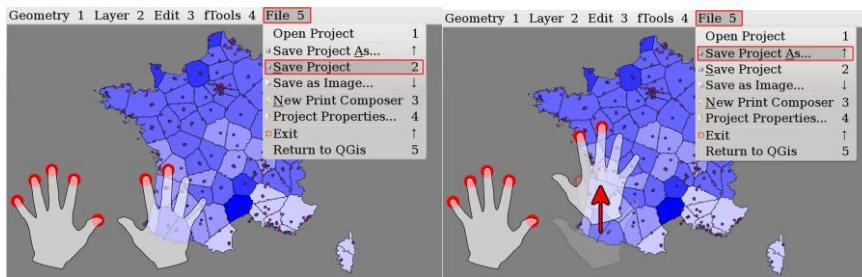 Geometry 1 Layer 2 Edit 3 fTools 4 File 5
Open Project 1
Save Project As... ↑
Save Project 2
Save as Image... ↓
New Print Composer 3
Project Properties... 4
Exit ↑
Return to QGis 5
Geometry 1 Layer 2 Edit 3 fTools 4 File 5
Open Project 1
Save Project As... ↑
Save Project 2
Save as Image... ↓
New Print Composer 3
Project Properties... 4
Exit ↑
Return to QGis 5